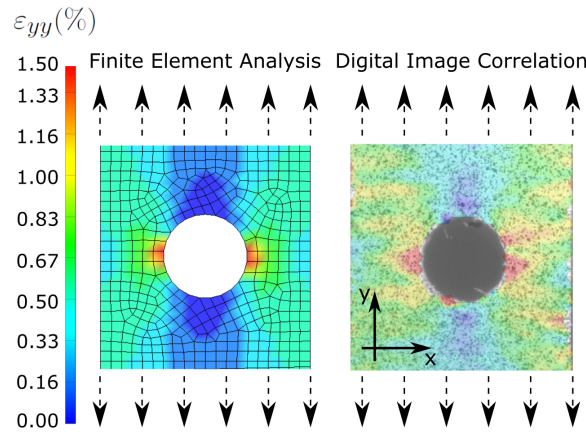 εyy(%)
Finite Element Analysis Digital Image Correlation
1.50
1.33
1.16
1.00
0.83
0.67
0.50
0.33
0.16
0.00
y
x